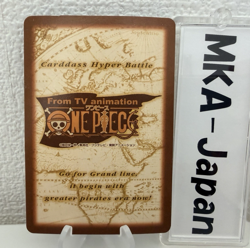 Carddass Hyper Battle
From TV animation
ワンピース
ONE PIECE
Go for Grand line,
it begin with
greater pirates era now!
MKA-Japan